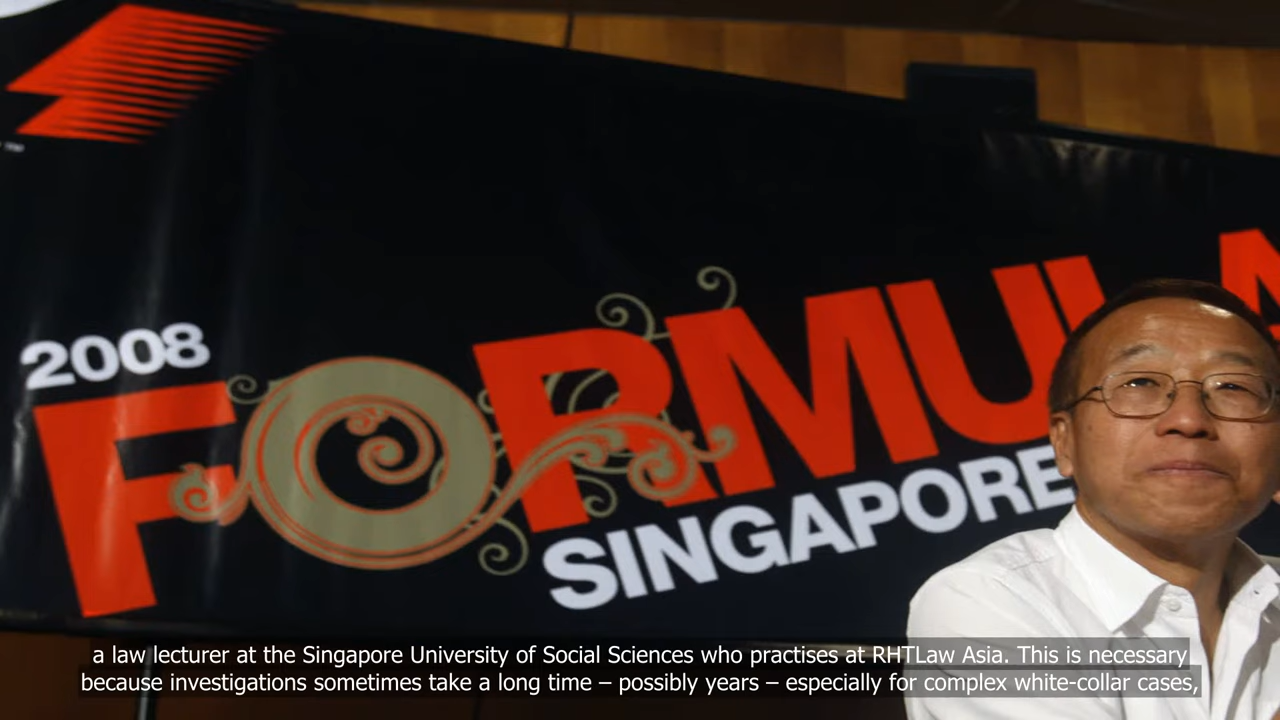 2008
FORMULA
SINGAPORE
a law lecturer at the Singapore University of Social Sciences who practises at RHTLaw Asia. This is necessary
because investigations sometimes take a long time – possibly years – especially for complex white-collar cases,